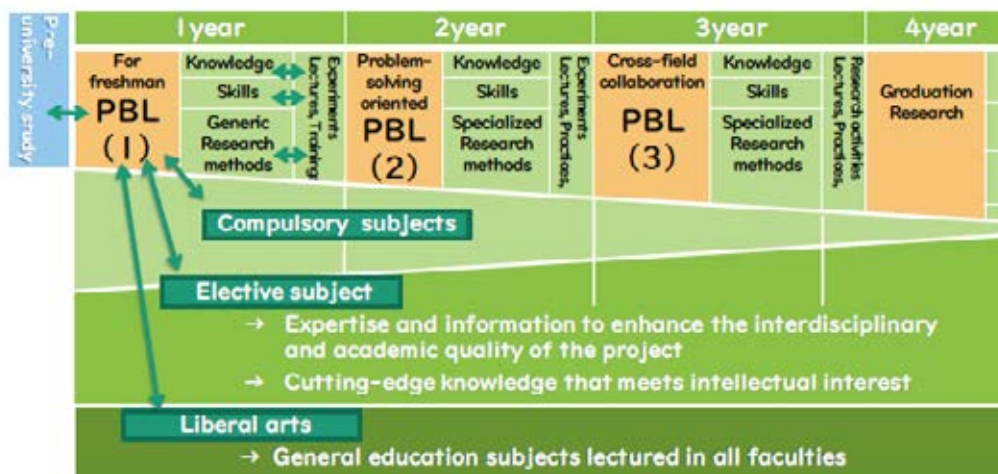 Pre-
university study
1year
2year
3year
4year
For
freshman
PBL
(1)
Knowledge
Skills
Generic
Research
methods
Experiments
Lectures, Training
Problem-
solving
oriented
PBL
(2)
Knowledge
Skills
Specialized
Research
methods
Experiments
Lectures, Practices,
Cross-field
collaboration
PBL
(3)
Knowledge
Skills
Specialized
Research
methods
Research activities
Lectures, Practices,
Graduation
Research
Compulsory subjects
Elective subject
→ Expertise and information to enhance the interdisciplinary
and academic quality of the project
→ Cutting-edge knowledge that meets intellectual interest
Liberal arts
→ General education subjects lectured in all faculties